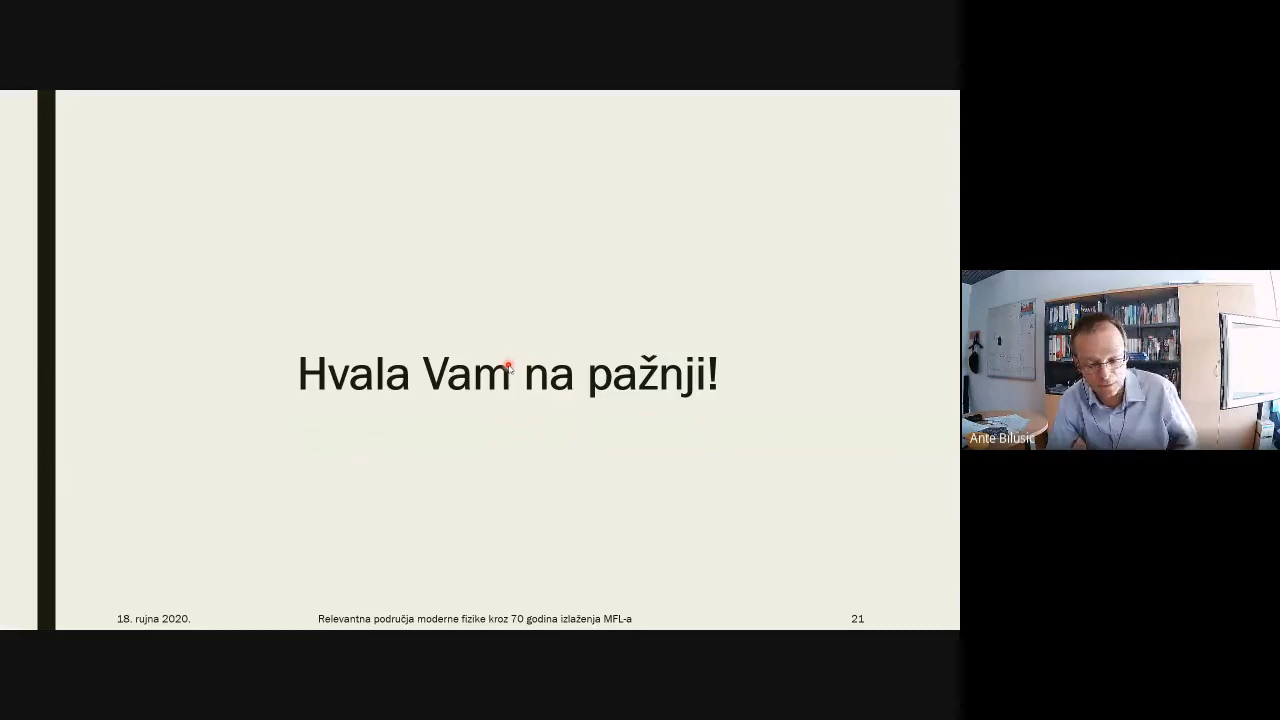 Hvala Vam na pažnji!
18. rujna 2020.
Relevantna područja moderne fizike kroz 70 godina izlaženja MFL-a
21
Ante Bilušić